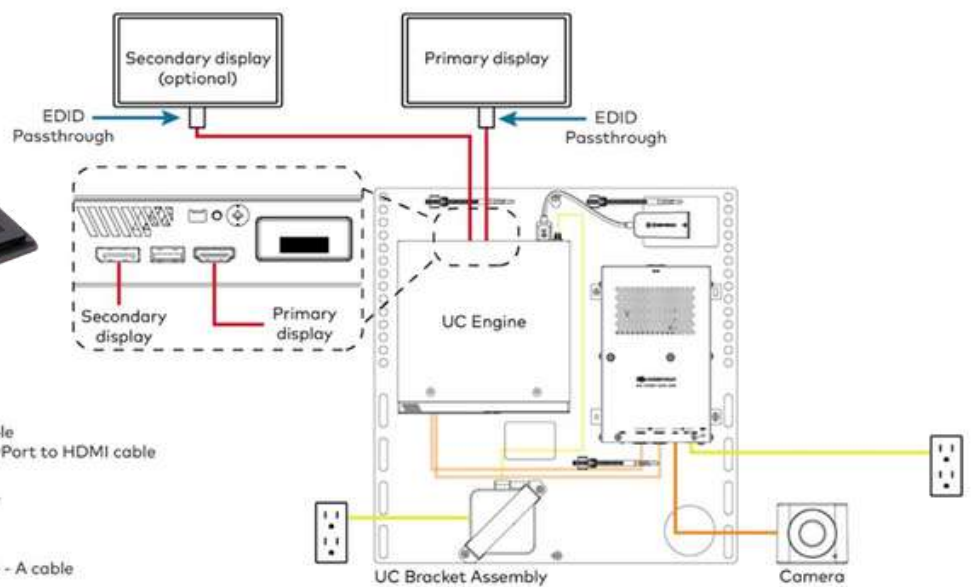 Secondary display
(optional)
Primary display
EDID
Passthrough
EDID
Passthrough
Secondary
display
Primary
display
UC Engine
le
Port to HDMI cable
- A cable
UC Bracket Assembly
Camera